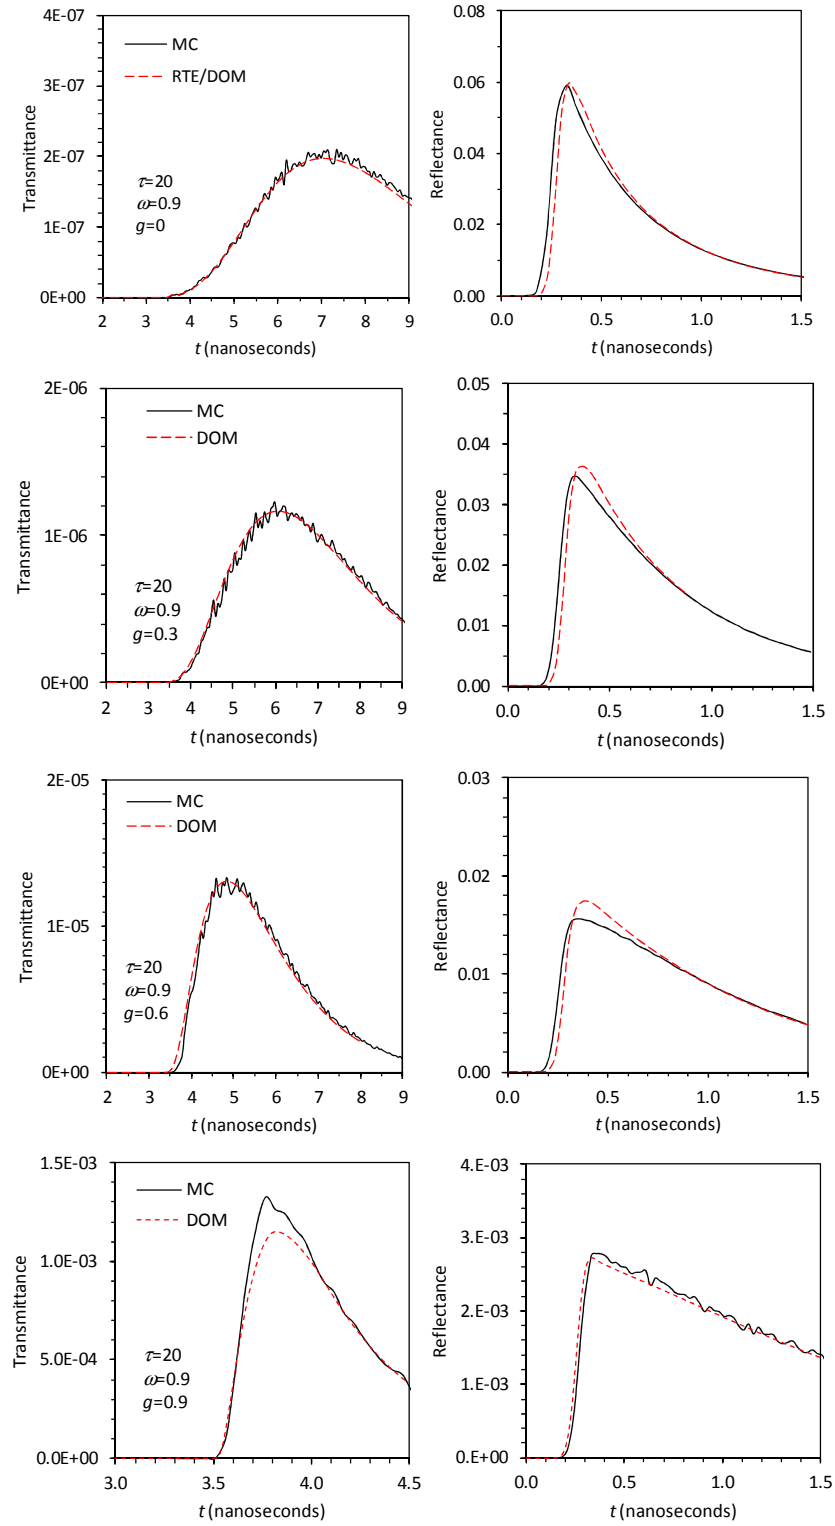 4E-07
3E-07
2E-07
1E-07
0E+00
Transmittance
MC
RTE/DOM
τ=20
ω=0.9
g=0
2 3 4 5 6 7 8 9
t (nanoseconds)
0.08
0.06
0.04
0.02
0.00
Reflectance
0.0 0.5 1.0 1.5
t (nanoseconds)
2E-06
1E-06
0E+00
Transmittance
MC
DOM
τ=20
ω=0.9
g=0.3
2 3 4 5 6 7 8 9
t (nanoseconds)
0.05
0.04
0.03
0.02
0.01
0.00
Reflectance
0.0 0.5 1.0 1.5
t (nanoseconds)
2E-05
1E-05
0E+00
Transmittance
MC
DOM
τ=20
ω=0.9
g=0.6
2 3 4 5 6 7 8 9
t (nanoseconds)
0.03
0.02
0.01
0.00
Reflectance
0.0 0.5 1.0 1.5
t (nanoseconds)
1.5E-03
1.0E-03
5.0E-04
0.0E+00
Transmittance
MC
DOM
τ=20
ω=0.9
g=0.9
3.0 3.5 4.0 4.5
t (nanoseconds)
4.E-03
3.E-03
2.E-03
1.E-03
0.E+00
Reflectance
0.0 0.5 1.0 1.5
t (nanoseconds)